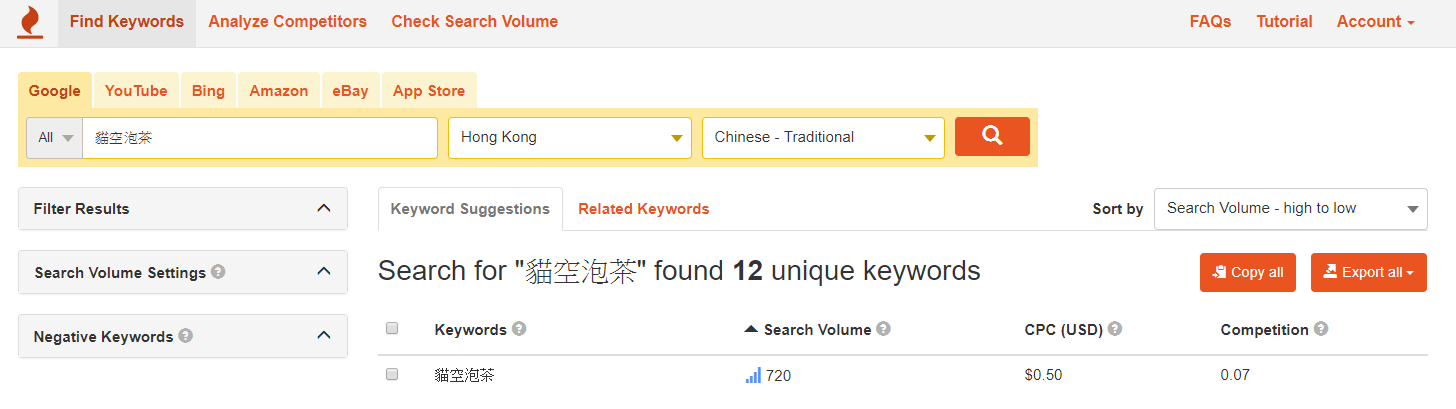 Find Keywords Analyze Competitors Check Search Volume FAQs Tutorial Account
Google YouTube Bing Amazon eBay App Store
All 貓空泡茶 Hong Kong Chinese - Traditional
Filter Results Keyword Suggestions Related Keywords Sort by Search Volume - high to low
Search Volume Settings ? Search for "貓空泡茶" found 12 unique keywords Copy all Export all
Negative Keywords ? Keywords ? Search Volume ? CPC (USD) ? Competition ?
貓空泡茶 720 $0.50 0.07